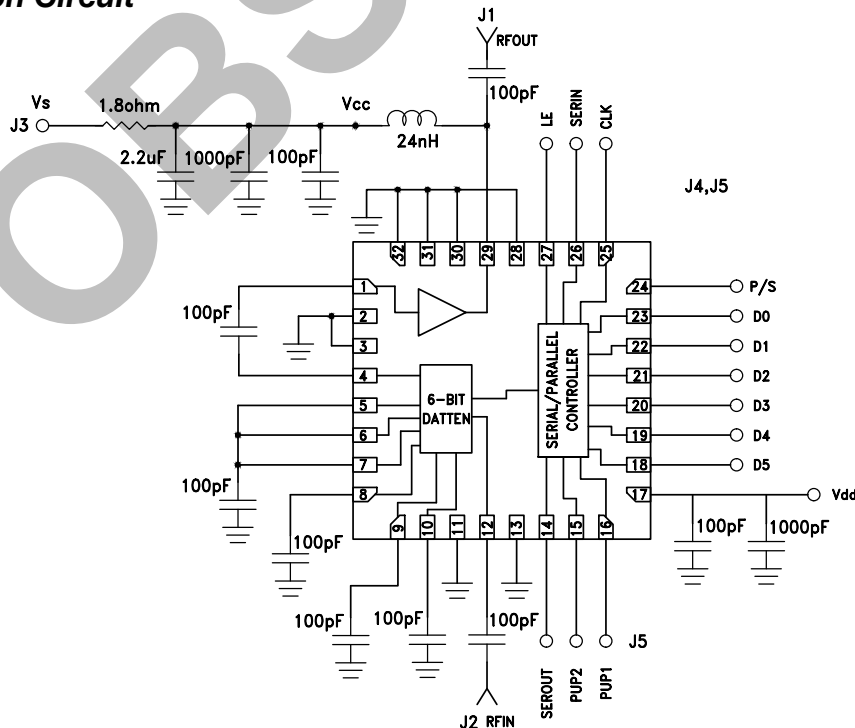 on Circuit
OBS
J1
RFOUT
100pF
Vs
1.8ohm
Vcc
J3
24nH
2.2uF
1000pF
100pF
LE
SERIN
CLK
J4,J5
32
31
30
29
28
27
26
25
1
2
3
4
5
6
7
8
24
23
22
21
20
19
18
17
P/S
D0
D1
D2
D3
D4
D5
Vdd
100pF
6-BIT
DATTEN
SERIAL/PARALLEL
CONTROLLER
100pF
100pF
9
10
11
12
13
14
15
16
100pF
1000pF
100pF
100pF
100pF
J5
SEROUT
PUP2
PUP1
J2 RFIN